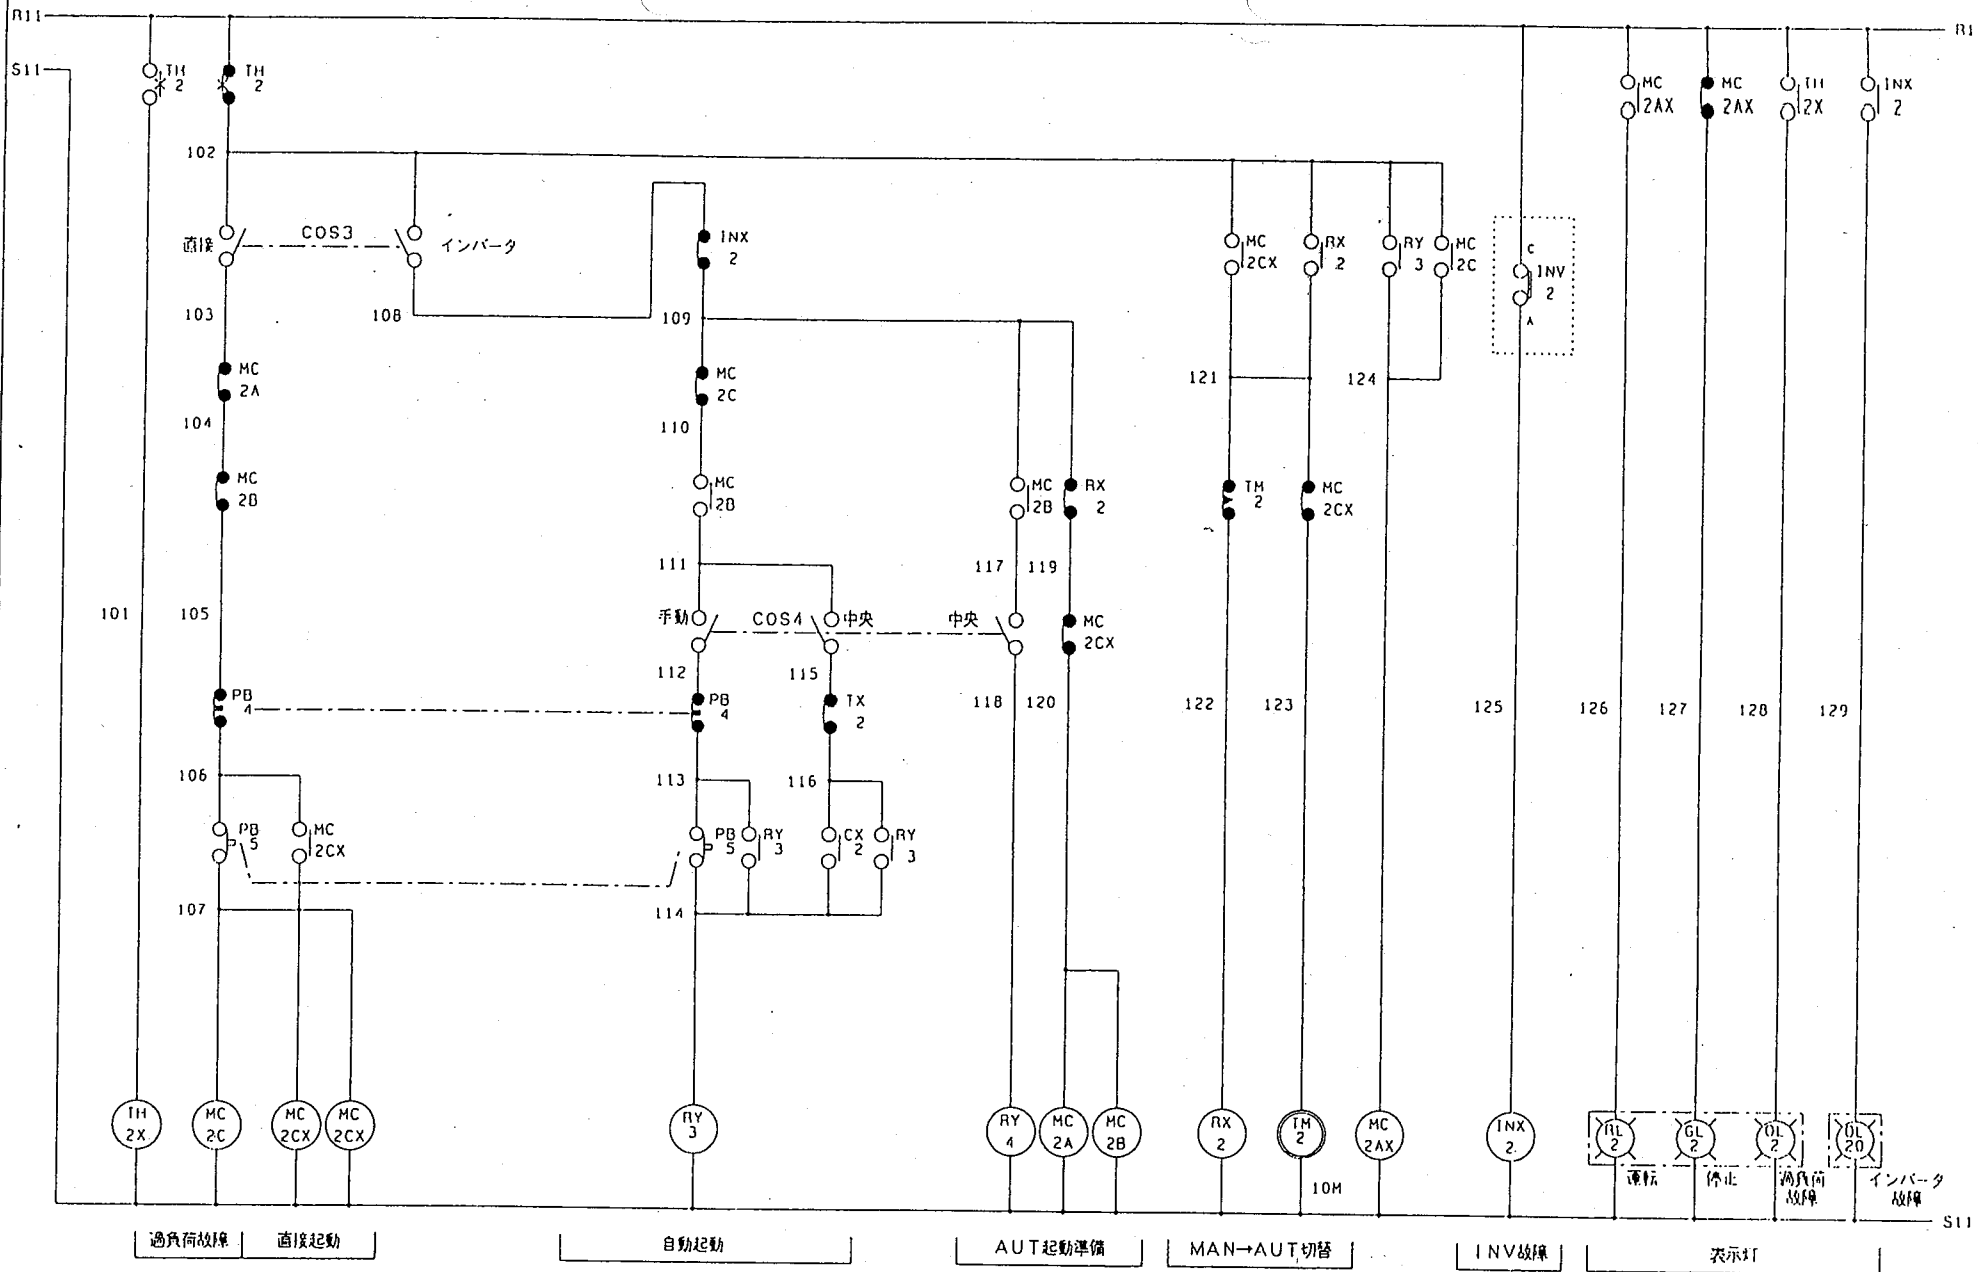 R11
R1
S11
TH
2
TH
2
MC
2AX
MC
2AX
TH
2X
INX
2
102
直接
COS3
インバータ
INX
2
MC
2CX
RX
2
RY
3
MC
2C
C
INV
2
A
103
108
109
MC
2A
MC
2C
121
124
104
110
MC
2B
MC
2B
MC
2B
RX
2
TM
2
MC
2CX
101
105
111
117
119
手動
COS4
中央
中央
MC
2CX
112
115
118
120
122
123
125
126
127
128
129
PB
4
PB
4
TX
2
106
113
116
PB
5
MC
2CX
PB
5
RY
3
CX
2
RY
3
107
114
TH
2X
MC
2C
MC
2CX
MC
2CX
RY
3
RY
4
MC
2A
MC
2B
RX
2
TM
2
MC
2AX
INX
2
RL
2
GL
2
OL
2
OL
20
10M
運転
停止
過負荷
故障
インバータ
故障
S11
過負荷故障
直接起動
自動起動
AUT起動準備
MAN→AUT切替
INV故障
表示灯